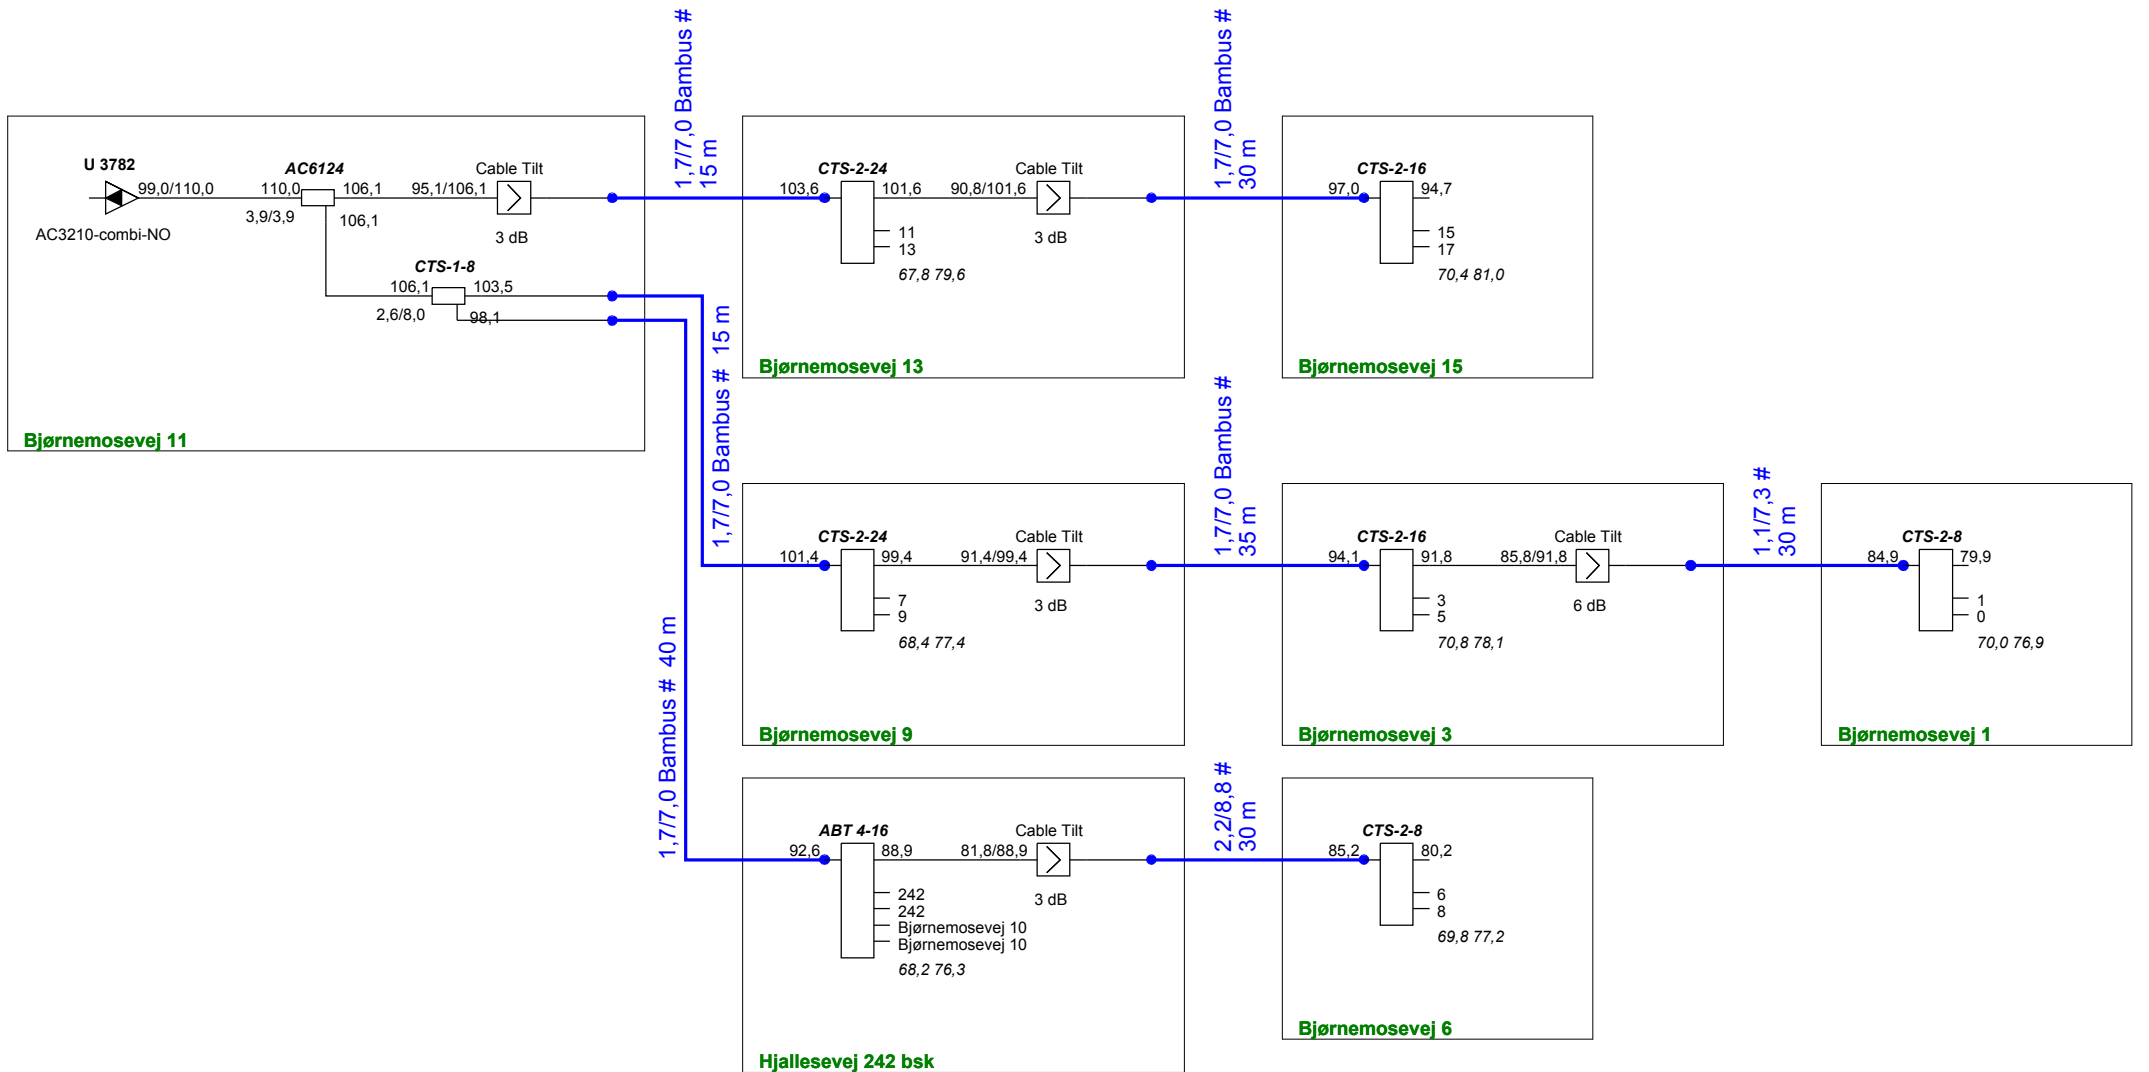 U 3782
99,0/110,0
AC3210-combi-NO
AC6124
110,0
106,1
3,9/3,9
106,1
95,1/106,1
Cable Tilt
3 dB
CTS-1-8
106,1
103,5
2,6/8,0
98,1
Bjørnemosevej 11
1,7/7,0 Bambus #
15 m
CTS-2-24
103,6
101,6
90,8/101,6
Cable Tilt
3 dB
11
13
67,8 79,6
Bjørnemosevej 13
1,7/7,0 Bambus #
30 m
CTS-2-16
97,0
94,7
15
17
70,4 81,0
Bjørnemosevej 15
1,7/7,0 Bambus # 15 m
CTS-2-24
101,4
99,4
91,4/99,4
Cable Tilt
3 dB
7
9
68,4 77,4
Bjørnemosevej 9
1,7/7,0 Bambus #
35 m
CTS-2-16
94,1
91,8
85,8/91,8
Cable Tilt
6 dB
3
5
70,8 78,1
Bjørnemosevej 3
1,1/7,3 #
30 m
CTS-2-8
84,9
79,9
1
0
70,0 76,9
Bjørnemosevej 1
1,7/7,0 Bambus # 40 m
ABT 4-16
92,6
88,9
81,8/88,9
Cable Tilt
3 dB
242
242
Bjørnemosevej 10
Bjørnemosevej 10
68,2 76,3
Hjallesevej 242 bsk
2,2/8,8 #
30 m
CTS-2-8
85,2
80,2
6
8
69,8 77,2
Bjørnemosevej 6